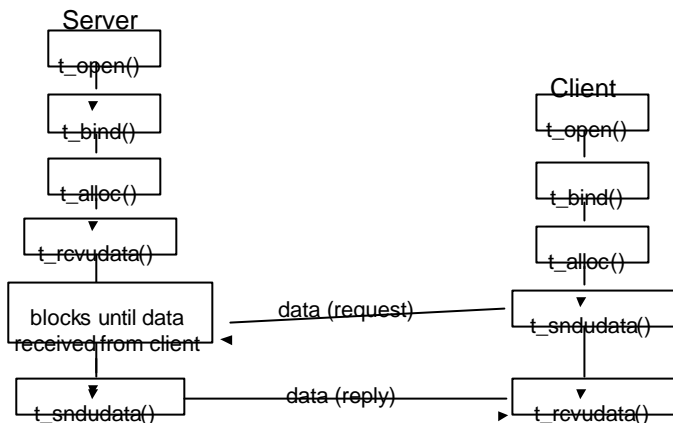 Server
t_open()
t_bind()
t_alloc()
t_rcvudata()
blocks until data
received from client
t_sndudata()
data (request)
data (reply)
Client
t_open()
t_bind()
t_alloc()
t_sndudata()
t_rcvudata()